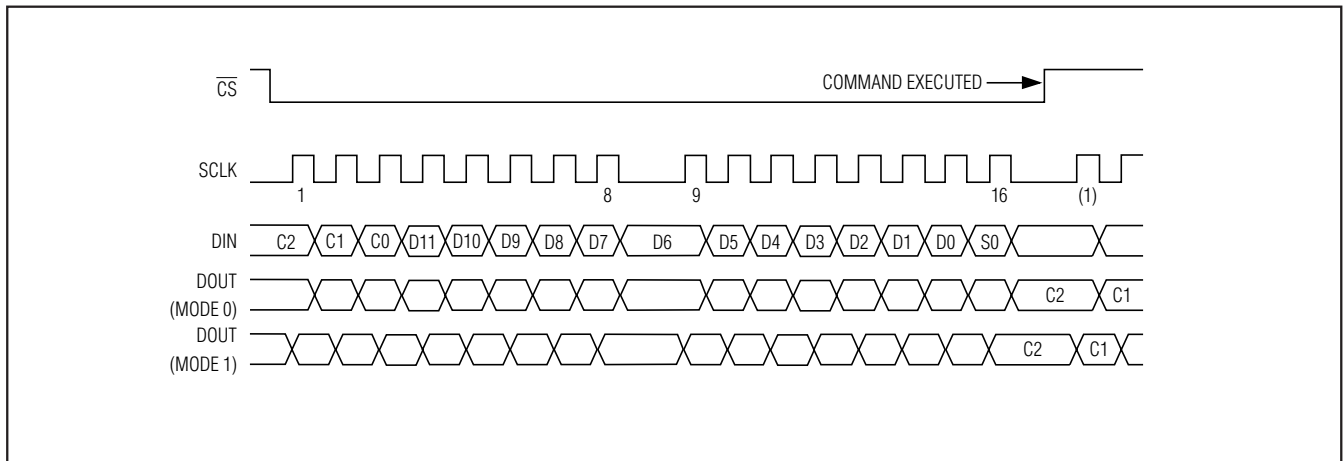 COMMAND EXECUTED
CS
SCLK
1 8 9 16 (1)
DIN C2 C1 C0 D11 D10 D9 D8 D7 D6 D5 D4 D3 D2 D1 D0 S0
DOUT
(MODE 0) C2 C1
DOUT
(MODE 1) C2 C1